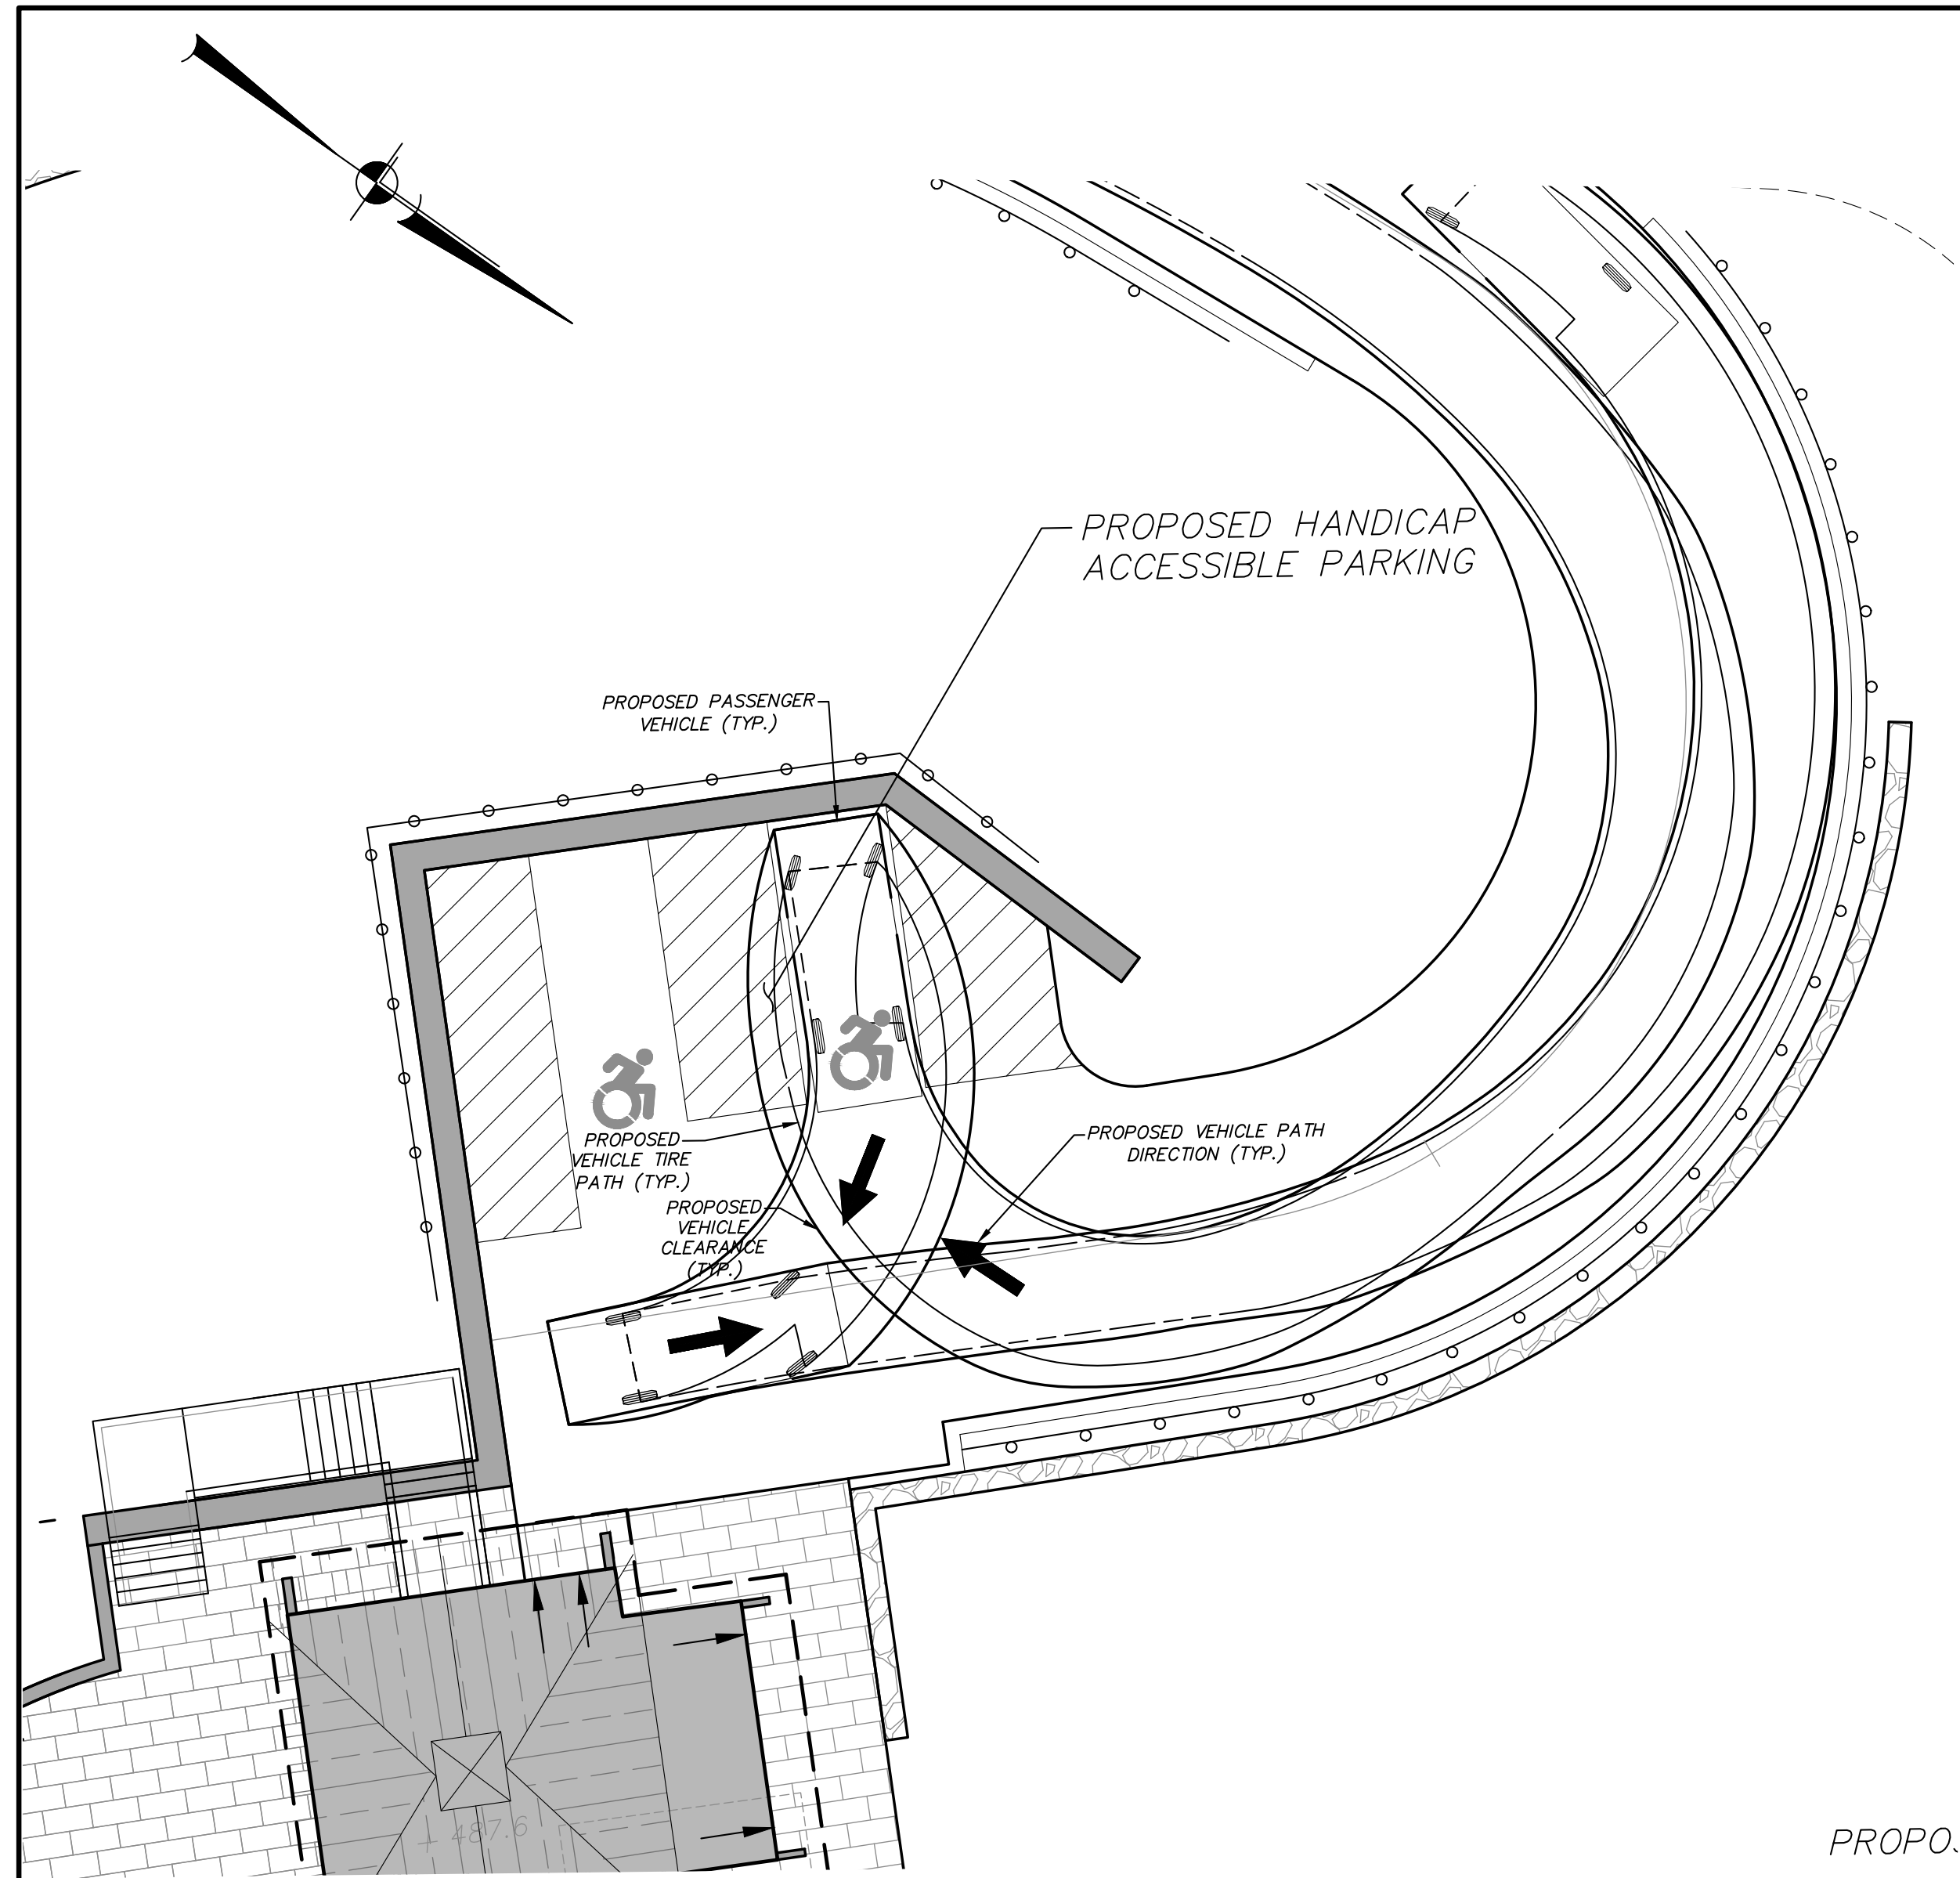 PROPOSED HANDICAP
ACCESSIBLE PARKING
PROPOSED PASSENGER
VEHICLE (TYP.)
PROPOSED
VEHICLE TIRE
PATH (TYP.)
PROPOSED VEHICLE PATH
DIRECTION (TYP.)
PROPOSED
VEHICLE
CLEARANCE
(TYP.)
487.6